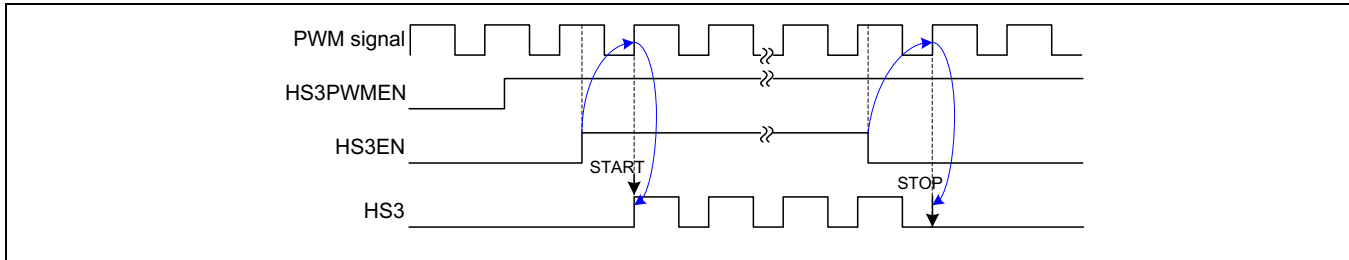 PWM signal
HS3PWMEN
HS3EN
START
STOP
HS3